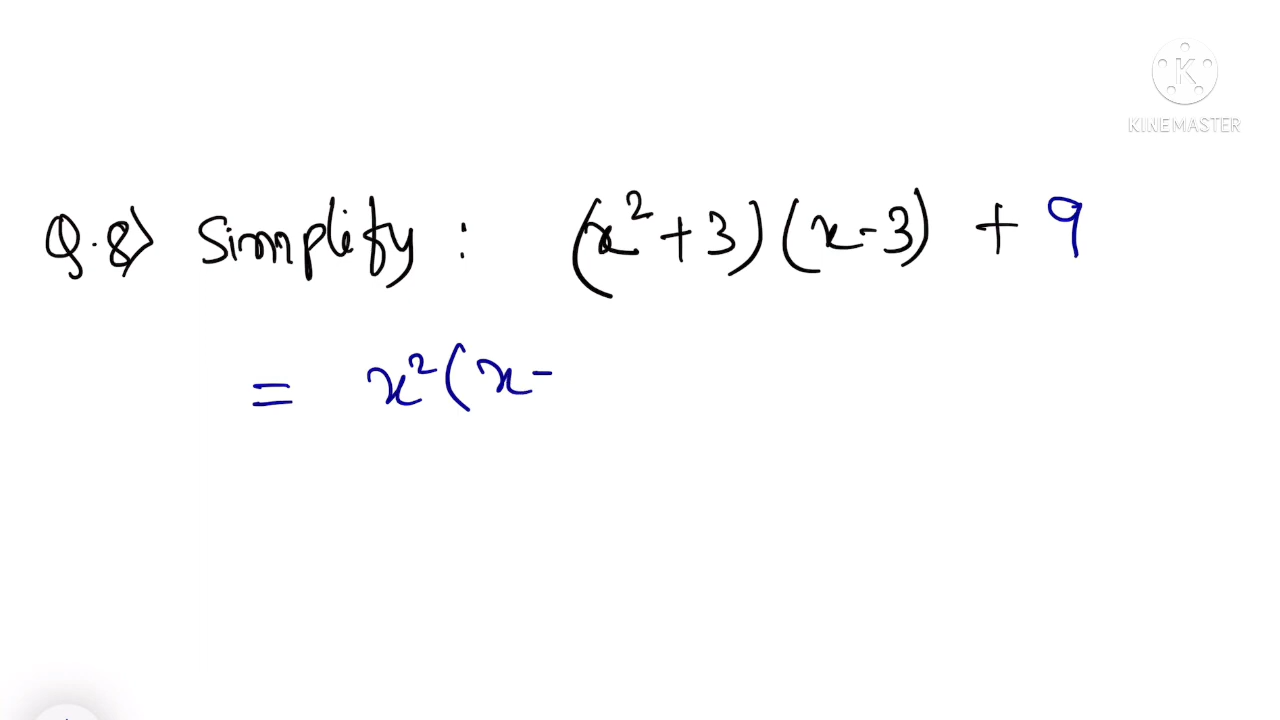 KINEMASTER
Q.8> Simplify : (x²+3)(x-3) + 9
= x²(x-